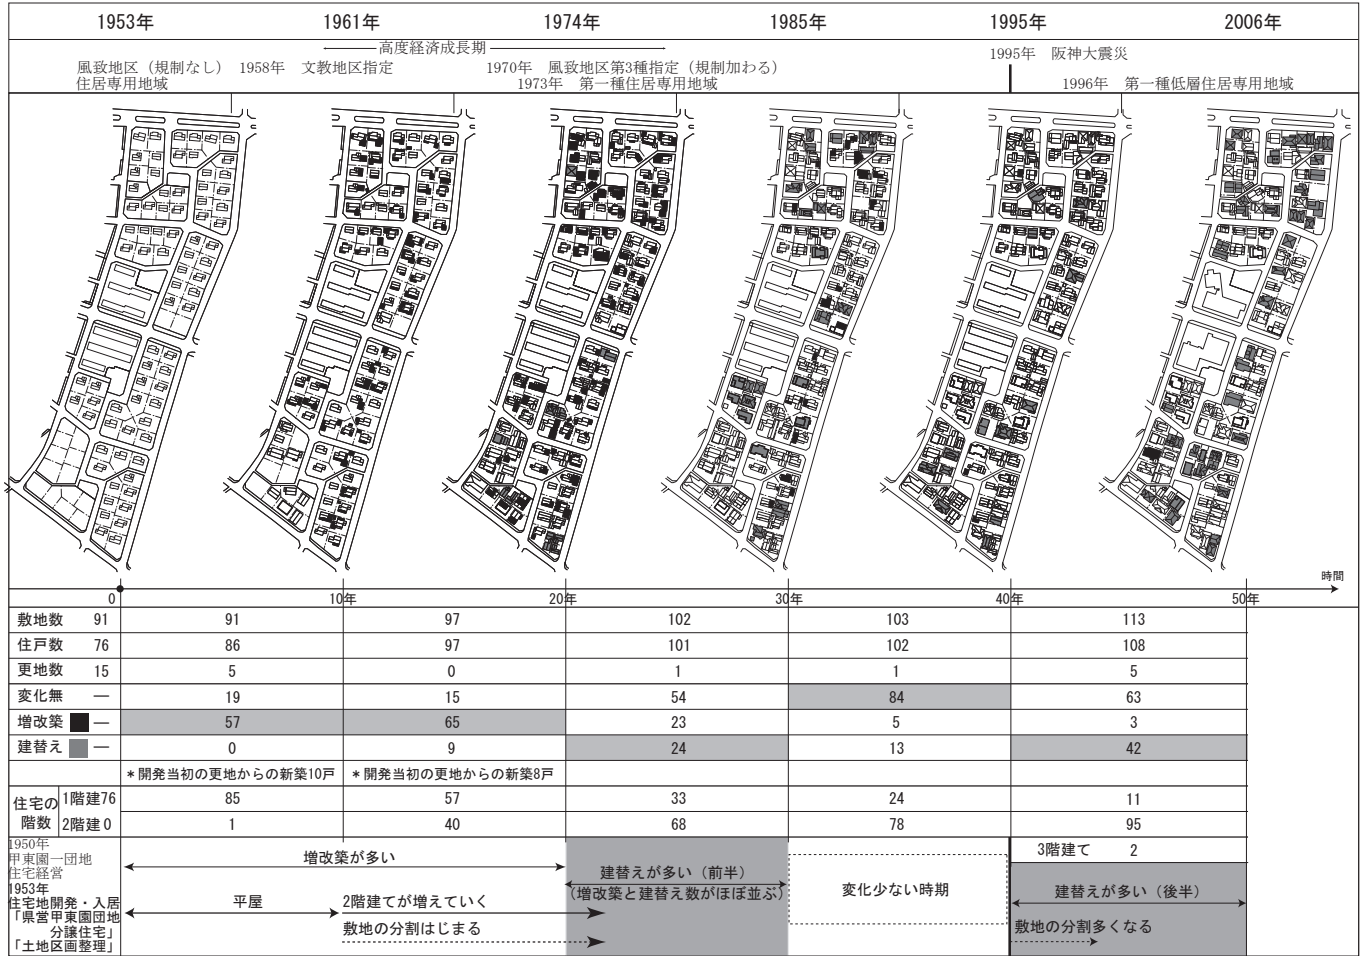 1953年 1961年 1974年 1985年 1995年 2006年
高度経済成長期
1995年 阪神大震災
風致地区（規制なし） 1958年 文教地区指定 1970年 風致地区第3種指定（規制加わる）
住居専用地域 1973年 第一種住居専用地域 1996年 第一種低層住居専用地域
時間
0 10年 20年 30年 40年 50年
敷地数 91 91 97 102 103 113
住戸数 76 86 97 101 102 108
更地数 15 5 0 1 1 5
変化無 — 19 15 54 84 63
増改築 — 57 65 23 5 3
建替え — 0 9 24 13 42
＊開発当初の更地からの新築10戸 ＊開発当初の更地からの新築8戸
住宅の階数
1階建76 85 57 33 24 11
2階建0 1 40 68 78 95
3階建て 2
1950年
甲東園一団地
住宅経営
1953年
住宅地開発・入居
「県営甲東園団地
分譲住宅」
「土地区画整理」
増改築が多い
平屋
2階建てが増えていく
敷地の分割はじまる
建替えが多い（前半）
（増改築と建替え数がほぼ並ぶ）
変化少ない時期
建替えが多い（後半）
敷地の分割多くなる